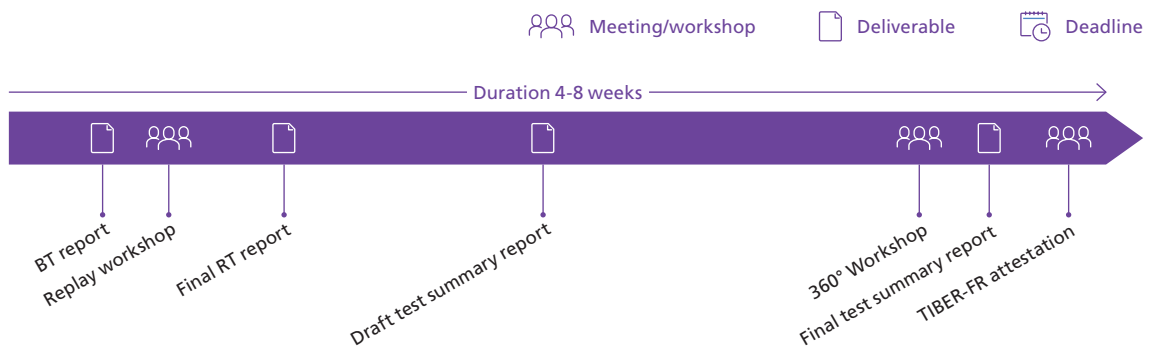 Meeting/workshop
Deliverable
Deadline
Duration 4-8 weeks
BT report
Replay workshop
Final RT report
Draft test summary report
360° Workshop
Final test summary report
TIBER-FR attestation